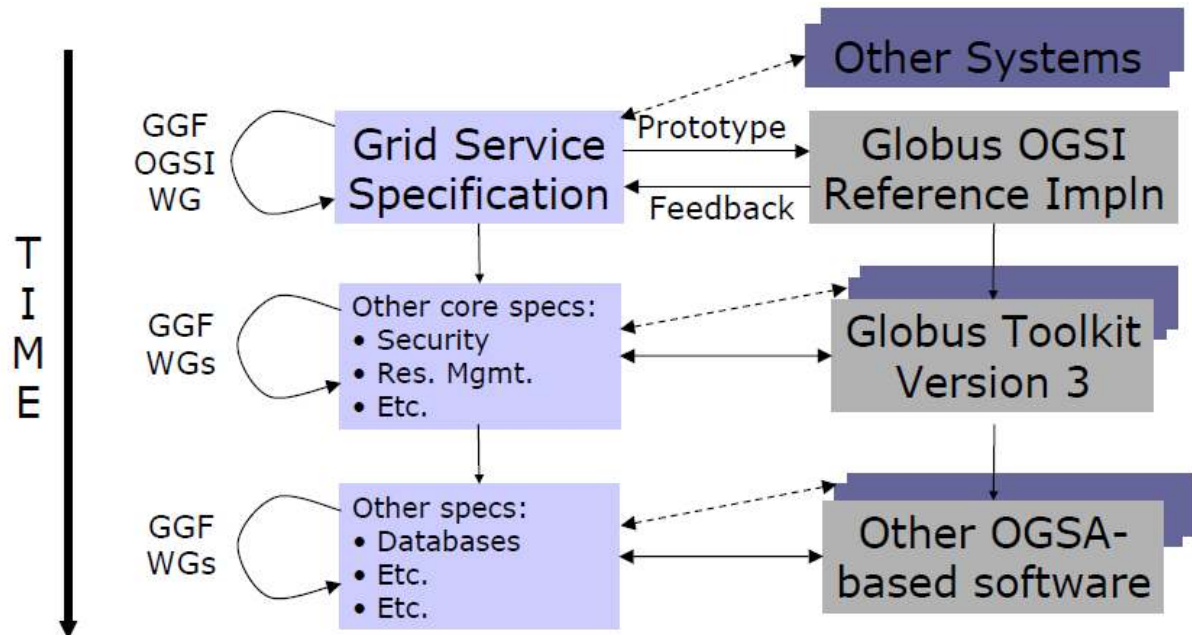 Other Systems
GGF
OGSI
WG
Grid Service
Specification
Prototype
Feedback
Globus OGSI
Reference Impln
T
I
M
E
GGF
WGs
Other core specs:
• Security
• Res. Mgmt.
• Etc.
Globus Toolkit
Version 3
GGF
WGs
Other specs:
• Databases
• Etc.
• Etc.
Other OGSA-
based software